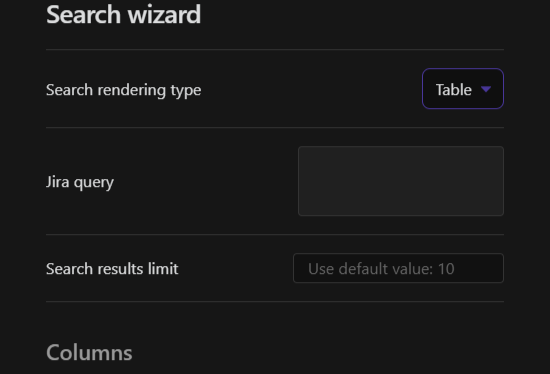 Search wizard
Search rendering type
Table
Jira query
Search results limit
Use default value: 10
Columns